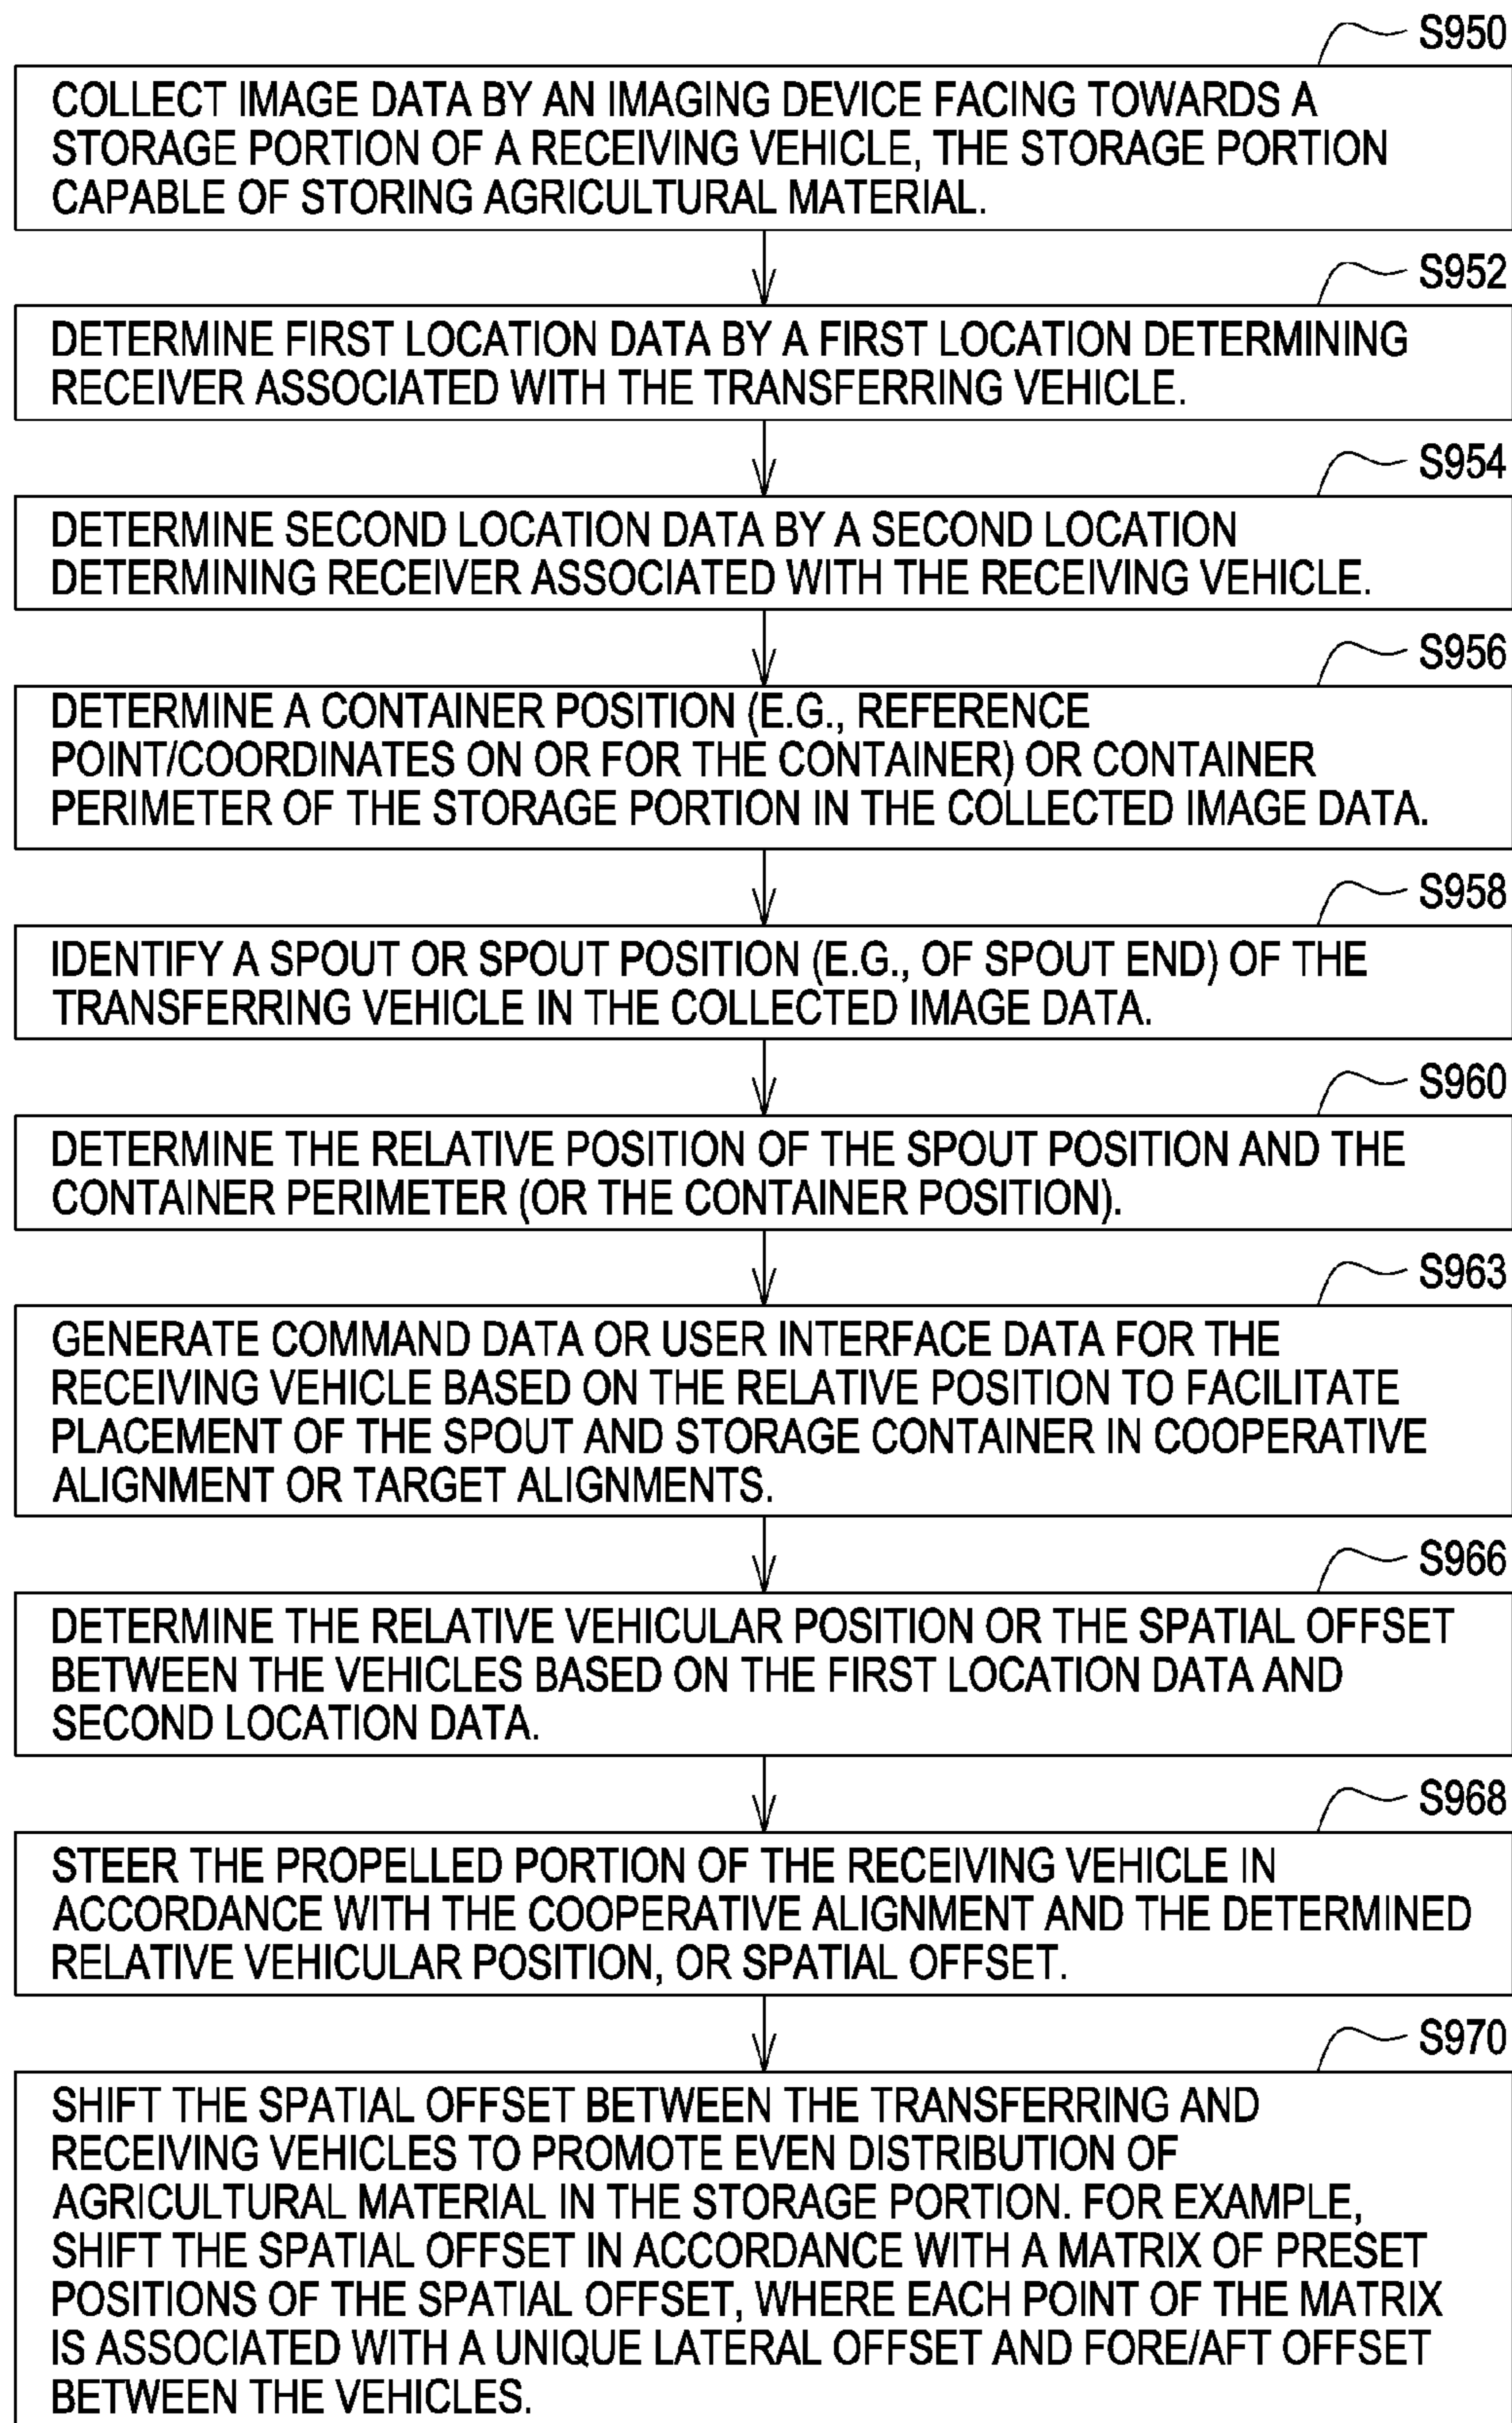 S950
COLLECT IMAGE DATA BY AN IMAGING DEVICE FACING TOWARDS A
STORAGE PORTION OF A RECEIVING VEHICLE, THE STORAGE PORTION
CAPABLE OF STORING AGRICULTURAL MATERIAL.
S952
DETERMINE FIRST LOCATION DATA BY A FIRST LOCATION DETERMINING
RECEIVER ASSOCIATED WITH THE TRANSFERRING VEHICLE.
S954
DETERMINE SECOND LOCATION DATA BY A SECOND LOCATION
DETERMINING RECEIVER ASSOCIATED WITH THE RECEIVING VEHICLE.
S956
DETERMINE A CONTAINER POSITION (E.G., REFERENCE
POINT/COORDINATES ON OR FOR THE CONTAINER) OR CONTAINER
PERIMETER OF THE STORAGE PORTION IN THE COLLECTED IMAGE DATA.
S958
IDENTIFY A SPOUT OR SPOUT POSITION (E.G., OF SPOUT END) OF THE
TRANSFERRING VEHICLE IN THE COLLECTED IMAGE DATA.
S960
DETERMINE THE RELATIVE POSITION OF THE SPOUT POSITION AND THE
CONTAINER PERIMETER (OR THE CONTAINER POSITION).
S963
GENERATE COMMAND DATA OR USER INTERFACE DATA FOR THE
RECEIVING VEHICLE BASED ON THE RELATIVE POSITION TO FACILITATE
PLACEMENT OF THE SPOUT AND STORAGE CONTAINER IN COOPERATIVE
ALIGNMENT OR TARGET ALIGNMENTS.
S966
DETERMINE THE RELATIVE VEHICULAR POSITION OR THE SPATIAL OFFSET
BETWEEN THE VEHICLES BASED ON THE FIRST LOCATION DATA AND
SECOND LOCATION DATA.
S968
STEER THE PROPELLED PORTION OF THE RECEIVING VEHICLE IN
ACCORDANCE WITH THE COOPERATIVE ALIGNMENT AND THE DETERMINED
RELATIVE VEHICULAR POSITION, OR SPATIAL OFFSET.
S970
SHIFT THE SPATIAL OFFSET BETWEEN THE TRANSFERRING AND
RECEIVING VEHICLES TO PROMOTE EVEN DISTRIBUTION OF
AGRICULTURAL MATERIAL IN THE STORAGE PORTION. FOR EXAMPLE,
SHIFT THE SPATIAL OFFSET IN ACCORDANCE WITH A MATRIX OF PRESET
POSITIONS OF THE SPATIAL OFFSET, WHERE EACH POINT OF THE MATRIX
IS ASSOCIATED WITH A UNIQUE LATERAL OFFSET AND FORE/AFT OFFSET
BETWEEN THE VEHICLES.